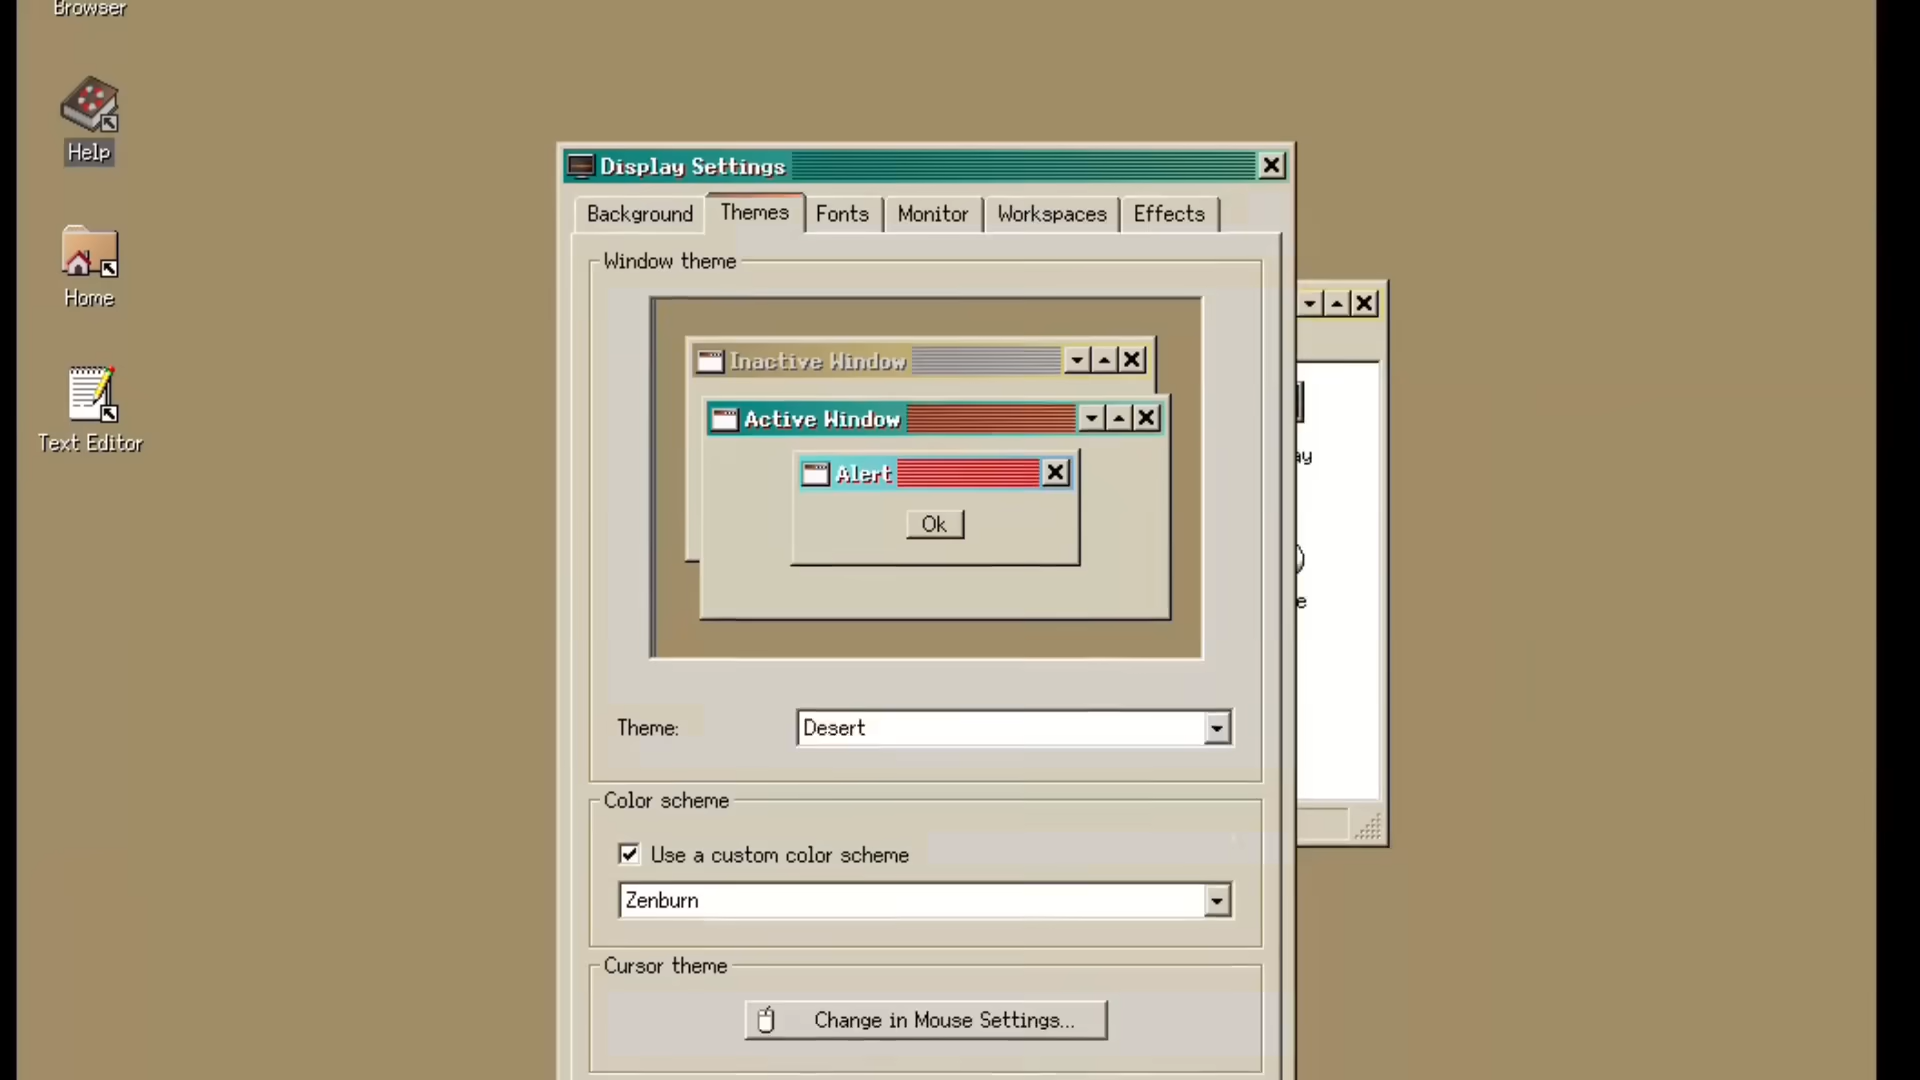 Browser
Help
Home
Text Editor
Display Settings
Background Themes Fonts Monitor Workspaces Effects
Window theme
Inactive Window
Active Window
Alert
Ok
Theme: Desert
Color scheme
Use a custom color scheme
Zenburn
Cursor theme
Change in Mouse Settings...